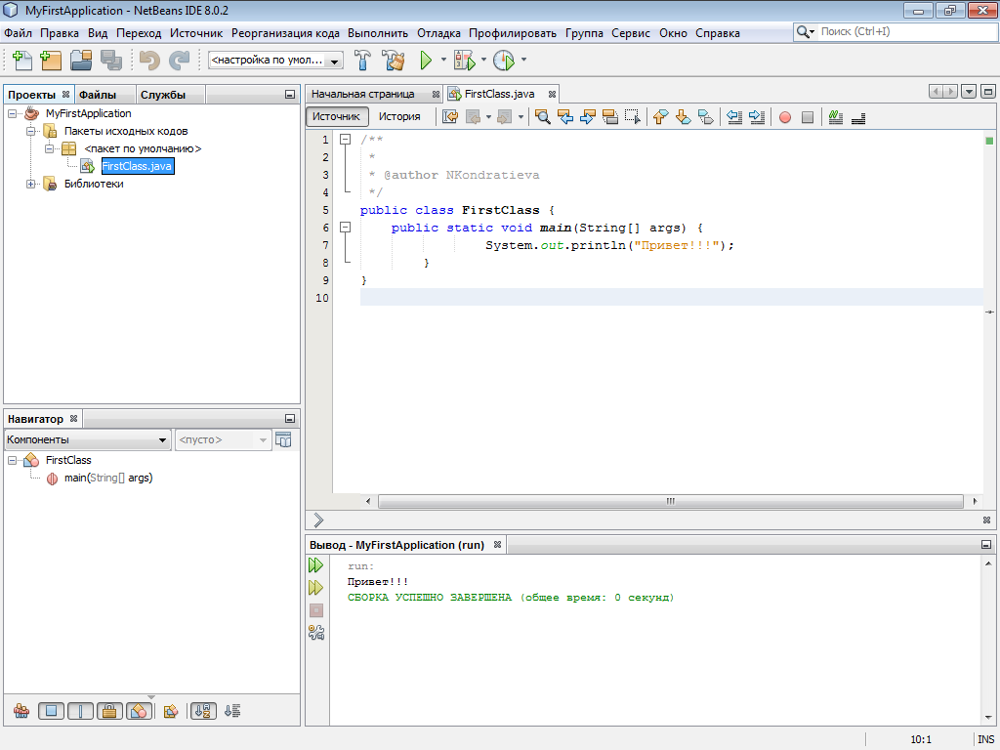 MyFirstApplication - NetBeans IDE 8.0.2
Файл Правка Вид Переход Источник Реорганизация кода Выполнить Отладка Профилировать Группа Сервис Окно Справка
Поиск (Ctrl+I)
<настройка по умол...
Проекты Файлы Службы
MyFirstApplication
Пакеты исходных кодов
<пакет по умолчанию>
FirstClass.java
Библиотеки
Начальная страница FirstClass.java
Источник История
1 /**
2 *
3 * @author NKondratieva
4 */
5 public class FirstClass {
6 public static void main(String[] args) {
7 System.out.println("Привет!!!");
8 }
9 }
10
Навигатор
Компоненты <пусто>
FirstClass
main(String[] args)
Вывод - MyFirstApplication (run)
run:
Привет!!!
СБОРКА УСПЕШНО ЗАВЕРШЕНА (общее время: 0 секунд)
10:1 INS